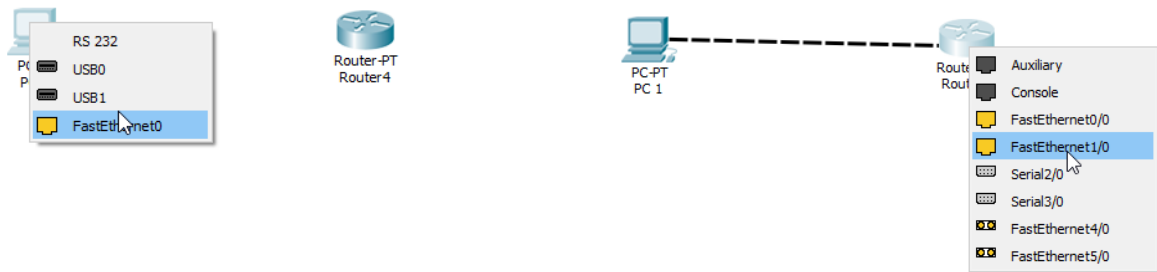 RS 232
USB0
USB1
FastEthernet0
Router-PT
Router4
PC-PT
PC 1
Auxiliary
Console
FastEthernet0/0
FastEthernet1/0
Serial2/0
Serial3/0
FastEthernet4/0
FastEthernet5/0